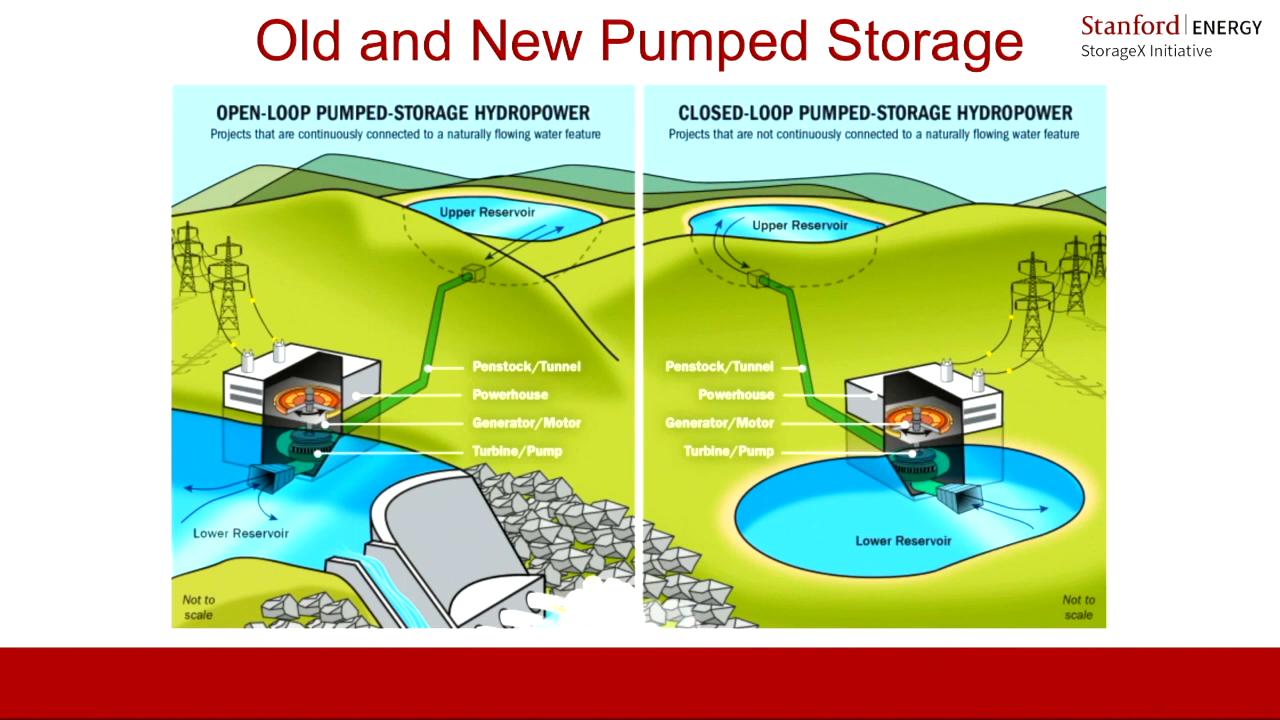 Old and New Pumped Storage
Stanford | ENERGY
StorageX Initiative
OPEN-LOOP PUMPED-STORAGE HYDROPOWER
Projects that are continuously connected to a naturally flowing water feature
Upper Reservoir
Penstock/Tunnel
Powerhouse
Generator/Motor
Turbine/Pump
Lower Reservoir
Not to
scale
CLOSED-LOOP PUMPED-STORAGE HYDROPOWER
Projects that are not continuously connected to a naturally flowing water feature
Upper Reservoir
Penstock/Tunnel
Powerhouse
Generator/Motor
Turbine/Pump
Lower Reservoir
Not to
scale